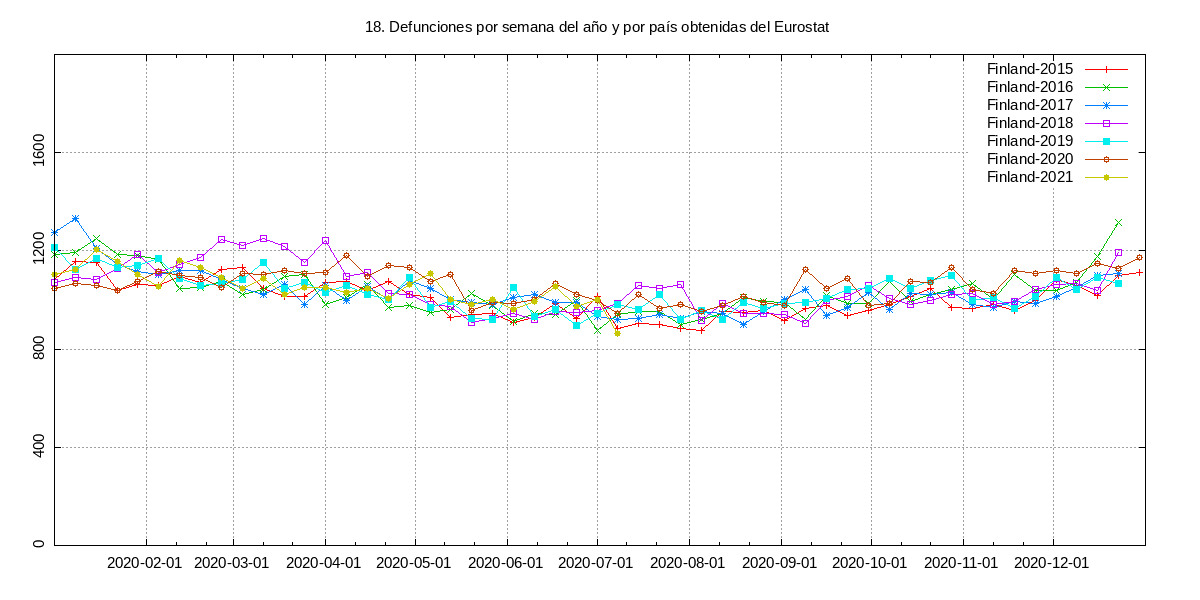 18. Defunciones por semana del año y por país obtenidas del Eurostat
Finland-2015
Finland-2016
Finland-2017
Finland-2018
Finland-2019
Finland-2020
Finland-2021
1600
1200
800
400
0
2020-02-01 2020-03-01 2020-04-01 2020-05-01 2020-06-01 2020-07-01 2020-08-01 2020-09-01 2020-10-01 2020-11-01 2020-12-01